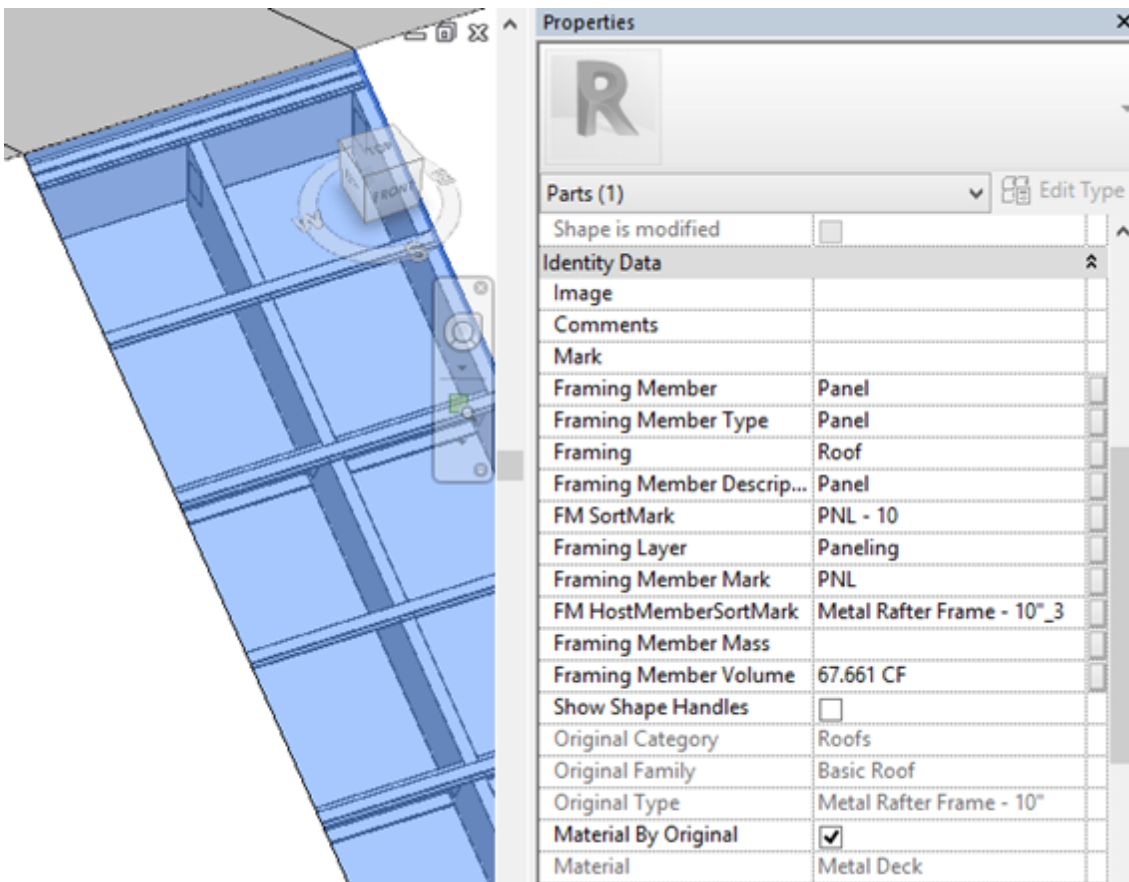 Properties
R
Parts (1)
Edit Type
Shape is modified
Identity Data
Image
Comments
Mark
Framing Member Panel
Framing Member Type Panel
Framing Roof
Framing Member Descrip... Panel
FM SortMark PNL - 10
Framing Layer Paneling
Framing Member Mark PNL
FM HostMemberSortMark Metal Rafter Frame - 10"_3
Framing Member Mass
Framing Member Volume 67.661 CF
Show Shape Handles
Original Category Roofs
Original Family Basic Roof
Original Type Metal Rafter Frame - 10"
Material By Original
Material Metal Deck
TOP
FRONT
W
S